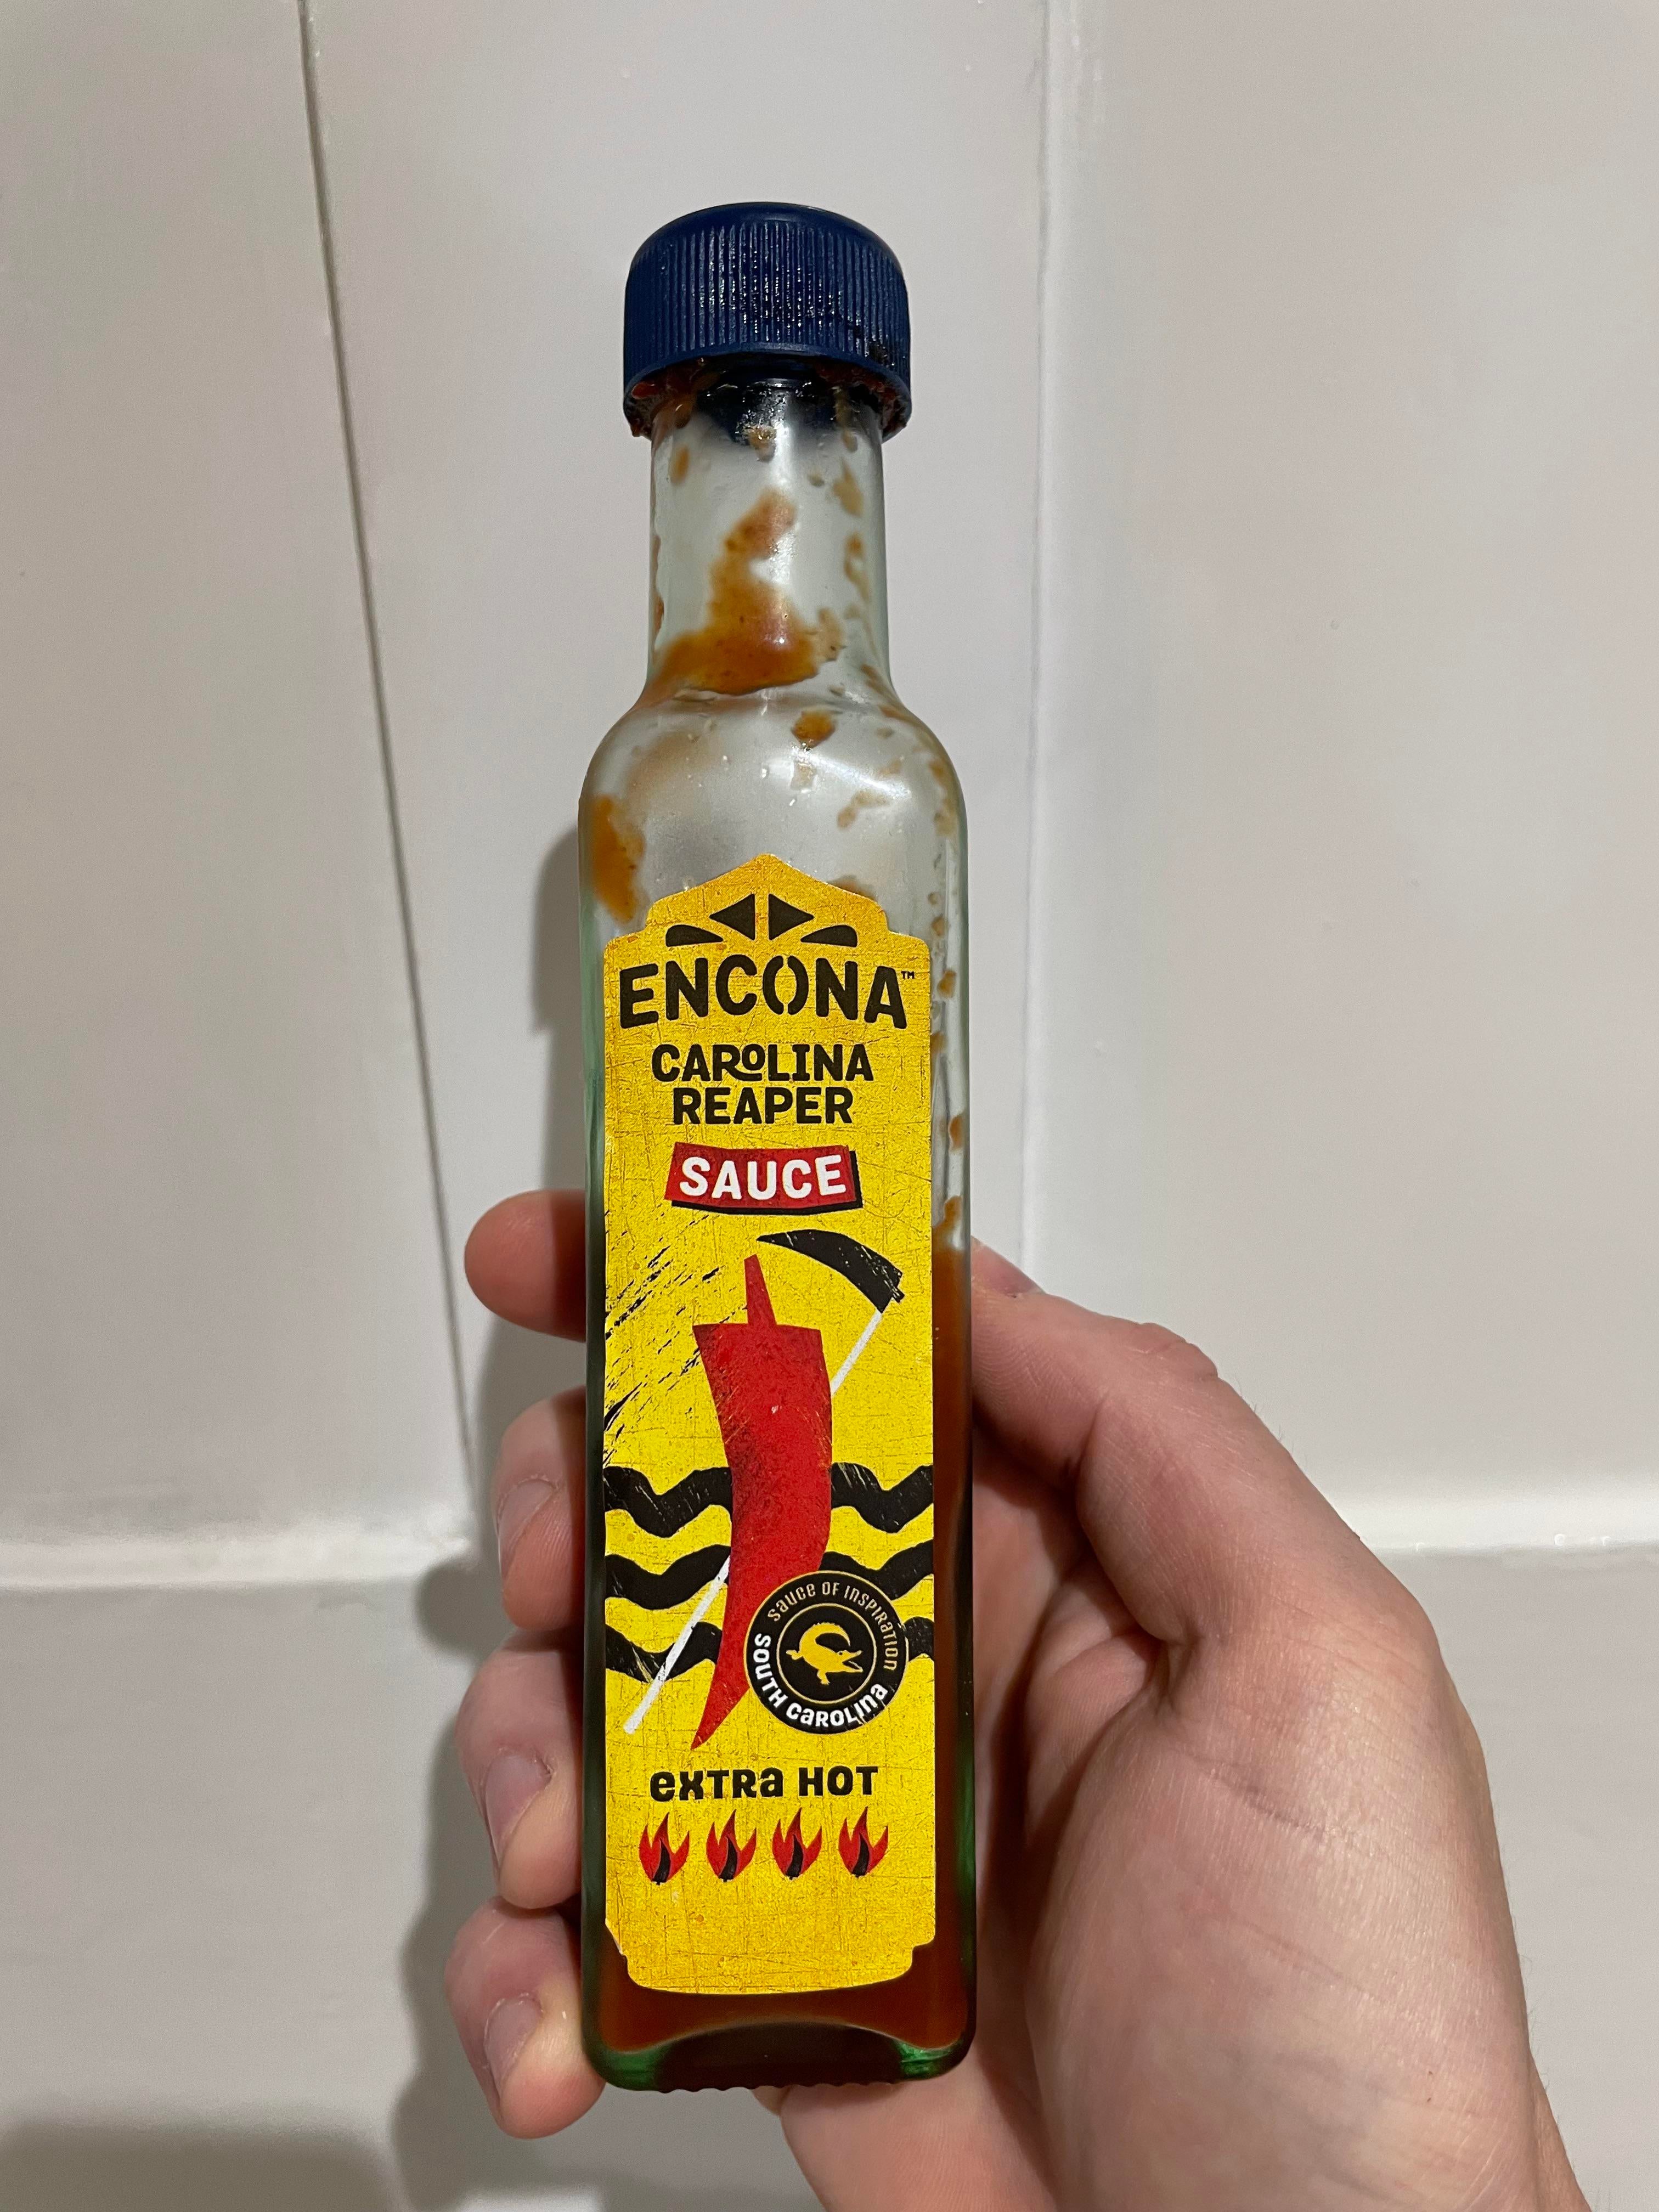 ENCONA™
CAROLINA
REAPER
SAUCE
SAUCE OF INSPIRATION
SOUTH CAROLINA
EXTRA HOT